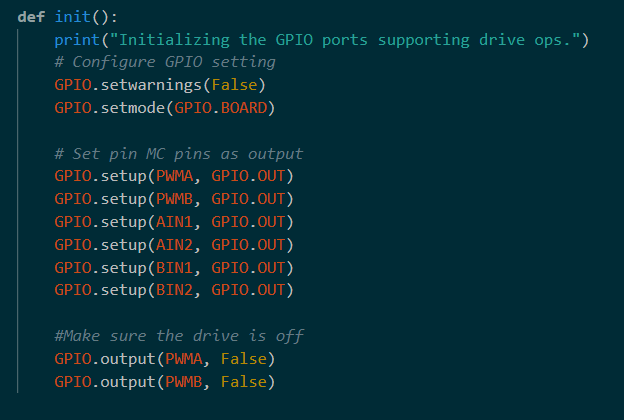 def init():
    print("Initializing the GPIO ports supporting drive ops.")
    # Configure GPIO setting
    GPIO.setwarnings(False)
    GPIO.setmode(GPIO.BOARD)
    # Set pin MC pins as output
    GPIO.setup(PWMA, GPIO.OUT)
    GPIO.setup(PWMB, GPIO.OUT)
    GPIO.setup(AIN1, GPIO.OUT)
    GPIO.setup(AIN2, GPIO.OUT)
    GPIO.setup(BIN1, GPIO.OUT)
    GPIO.setup(BIN2, GPIO.OUT)
    #Make sure the drive is off
    GPIO.output(PWMA, False)
    GPIO.output(PWMB, False)